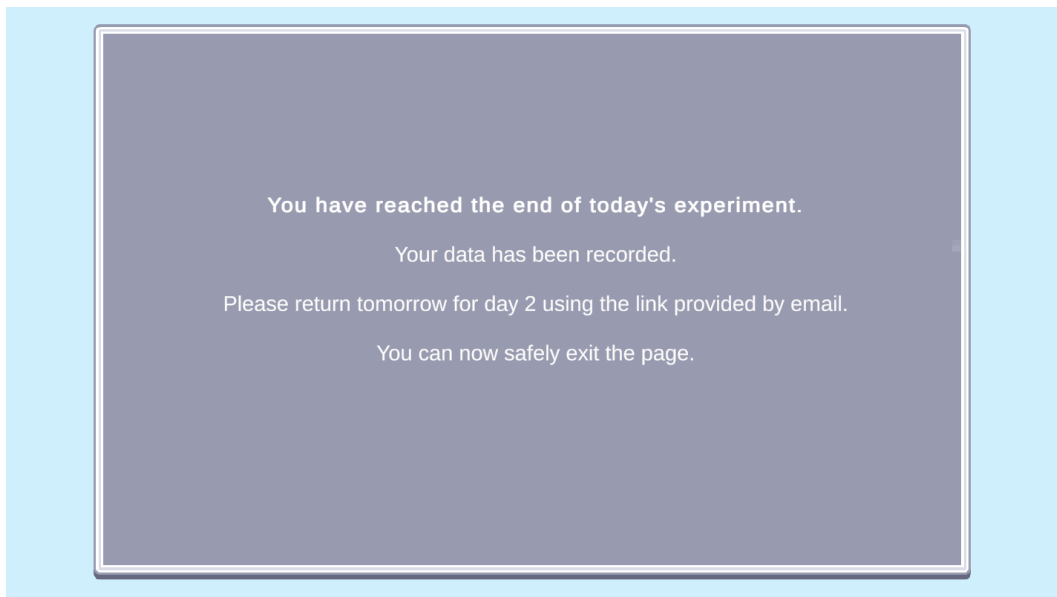 You have reached the end of today's experiment.
Your data has been recorded.
Please return tomorrow for day 2 using the link provided by email.
You can now safely exit the page.